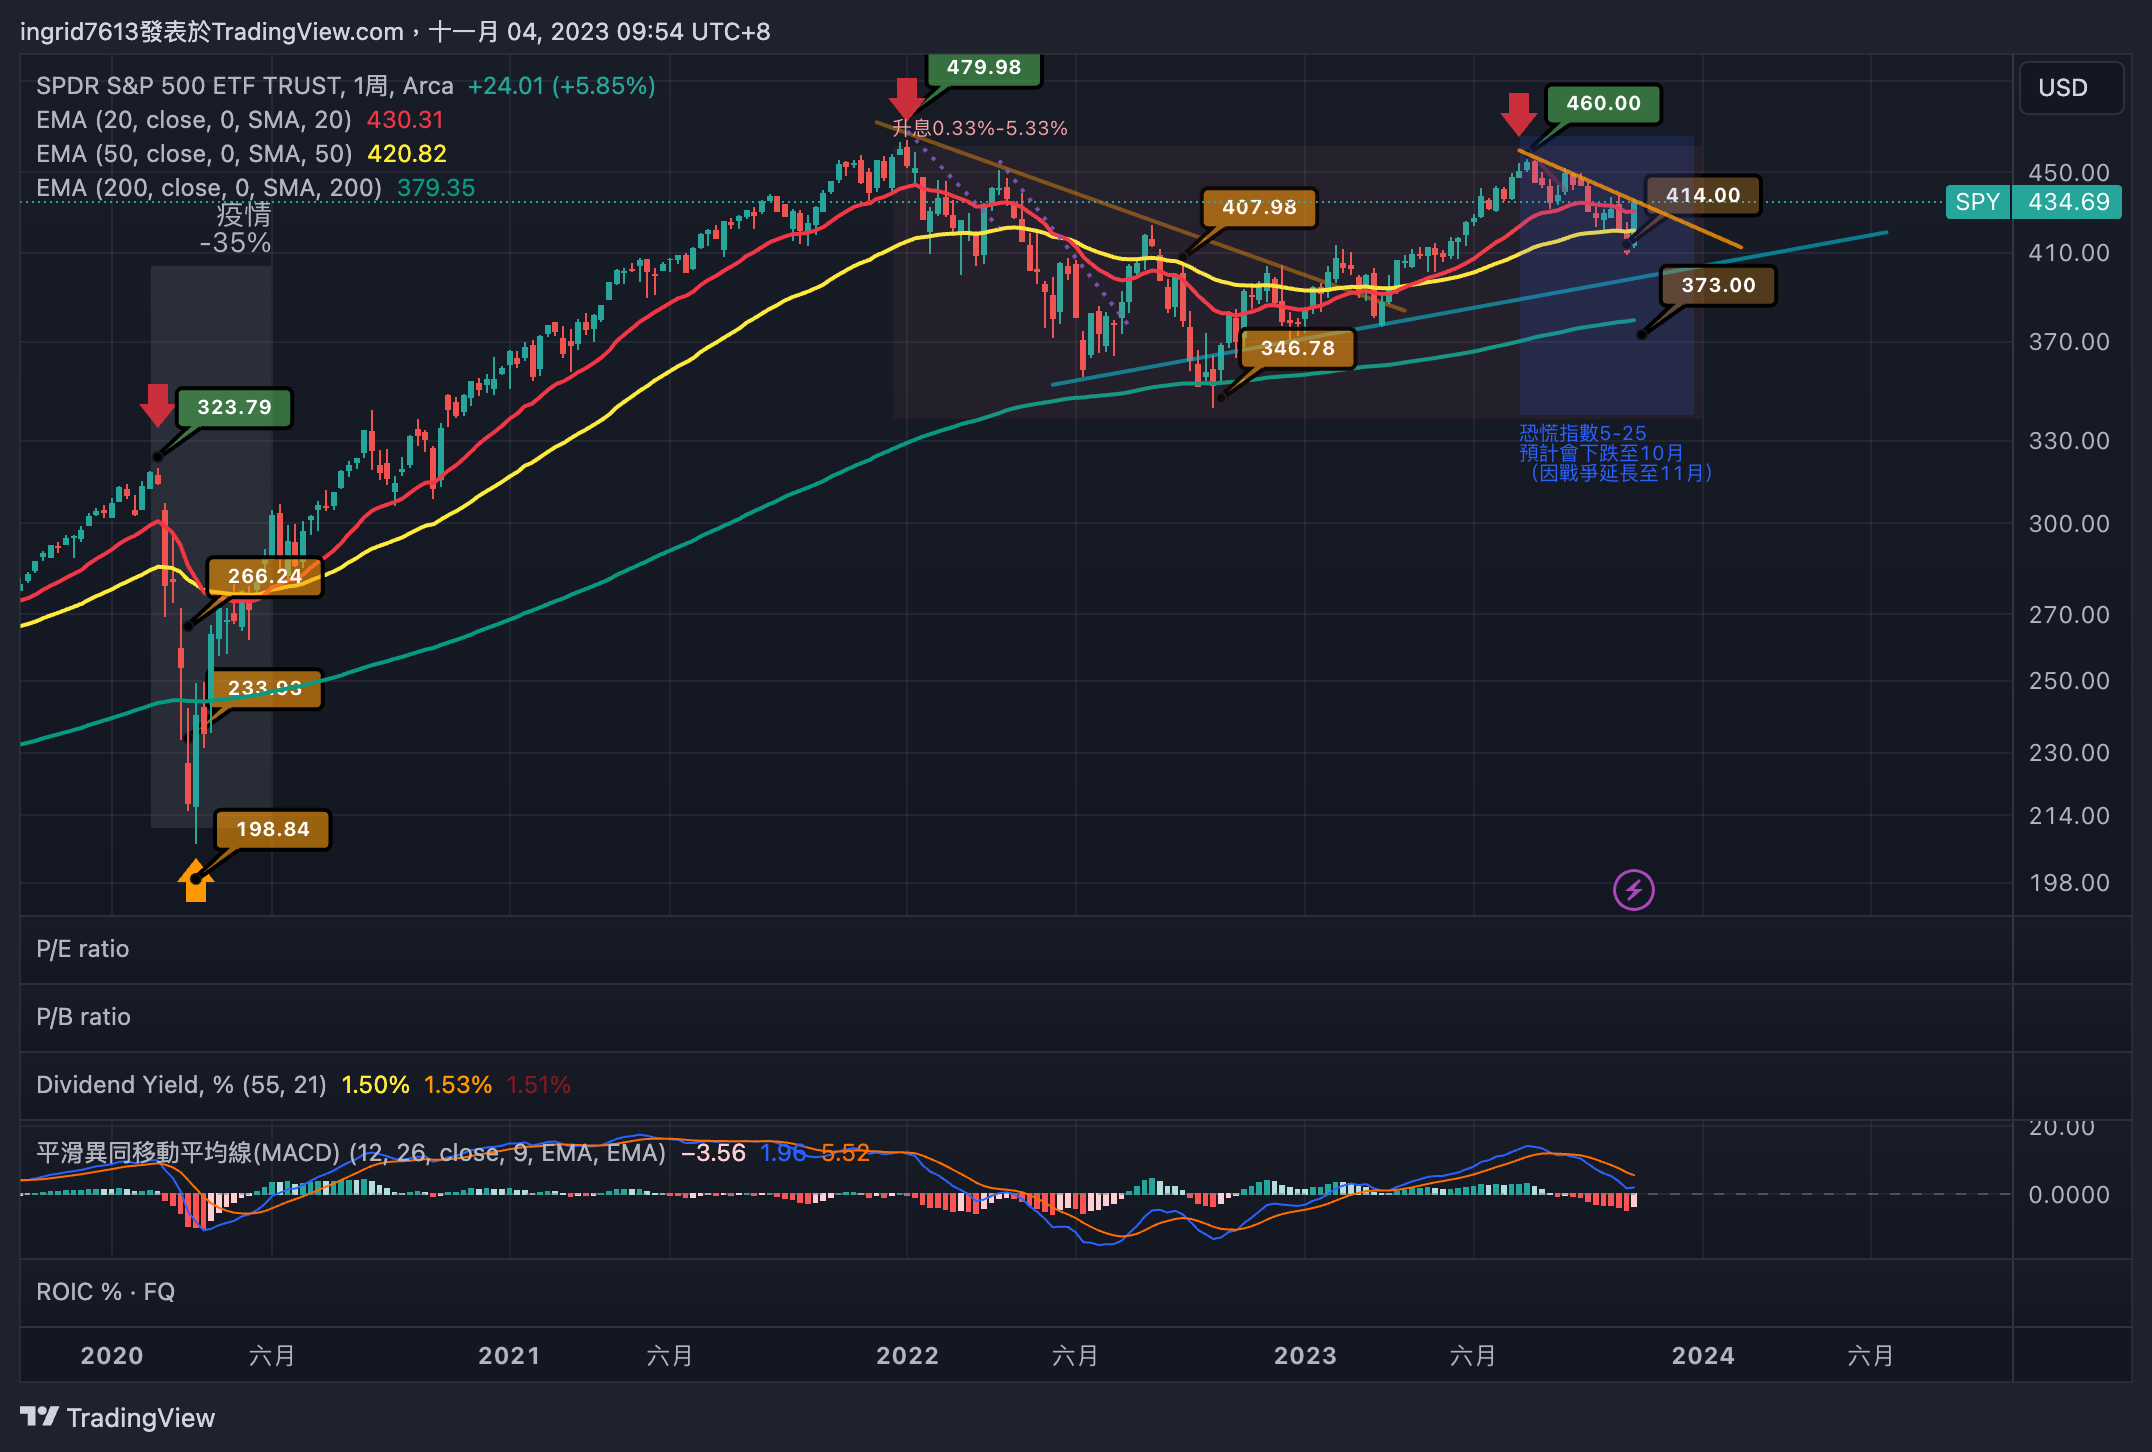 ingrid7613發表於TradingView.com，十一月 04, 2023 09:54 UTC+8
SPDR S&P 500 ETF TRUST, 1周, Arca +24.01 (+5.85%)
EMA (20, close, 0, SMA, 20) 430.31
EMA (50, close, 0, SMA, 50) 420.82
EMA (200, close, 0, SMA, 200) 379.35
疫情
-35%
479.98
升息0.33%-5.33%
460.00
414.00
407.98
373.00
346.78
323.79
266.24
233.93
198.84
恐慌指數5-25
預計會下跌至10月
（因戰爭延長至11月）
USD
450.00
SPY 434.69
410.00
370.00
330.00
300.00
270.00
250.00
230.00
214.00
198.00
P/E ratio
P/B ratio
Dividend Yield, % (55, 21) 1.50% 1.53% 1.51%
平滑異同移動平均線(MACD) (12, 26, close, 9, EMA, EMA) −3.56 1.96 5.52
20.00
0.0000
ROIC % · FQ
2020 六月 2021 六月 2022 六月 2023 六月 2024 六月
TradingView